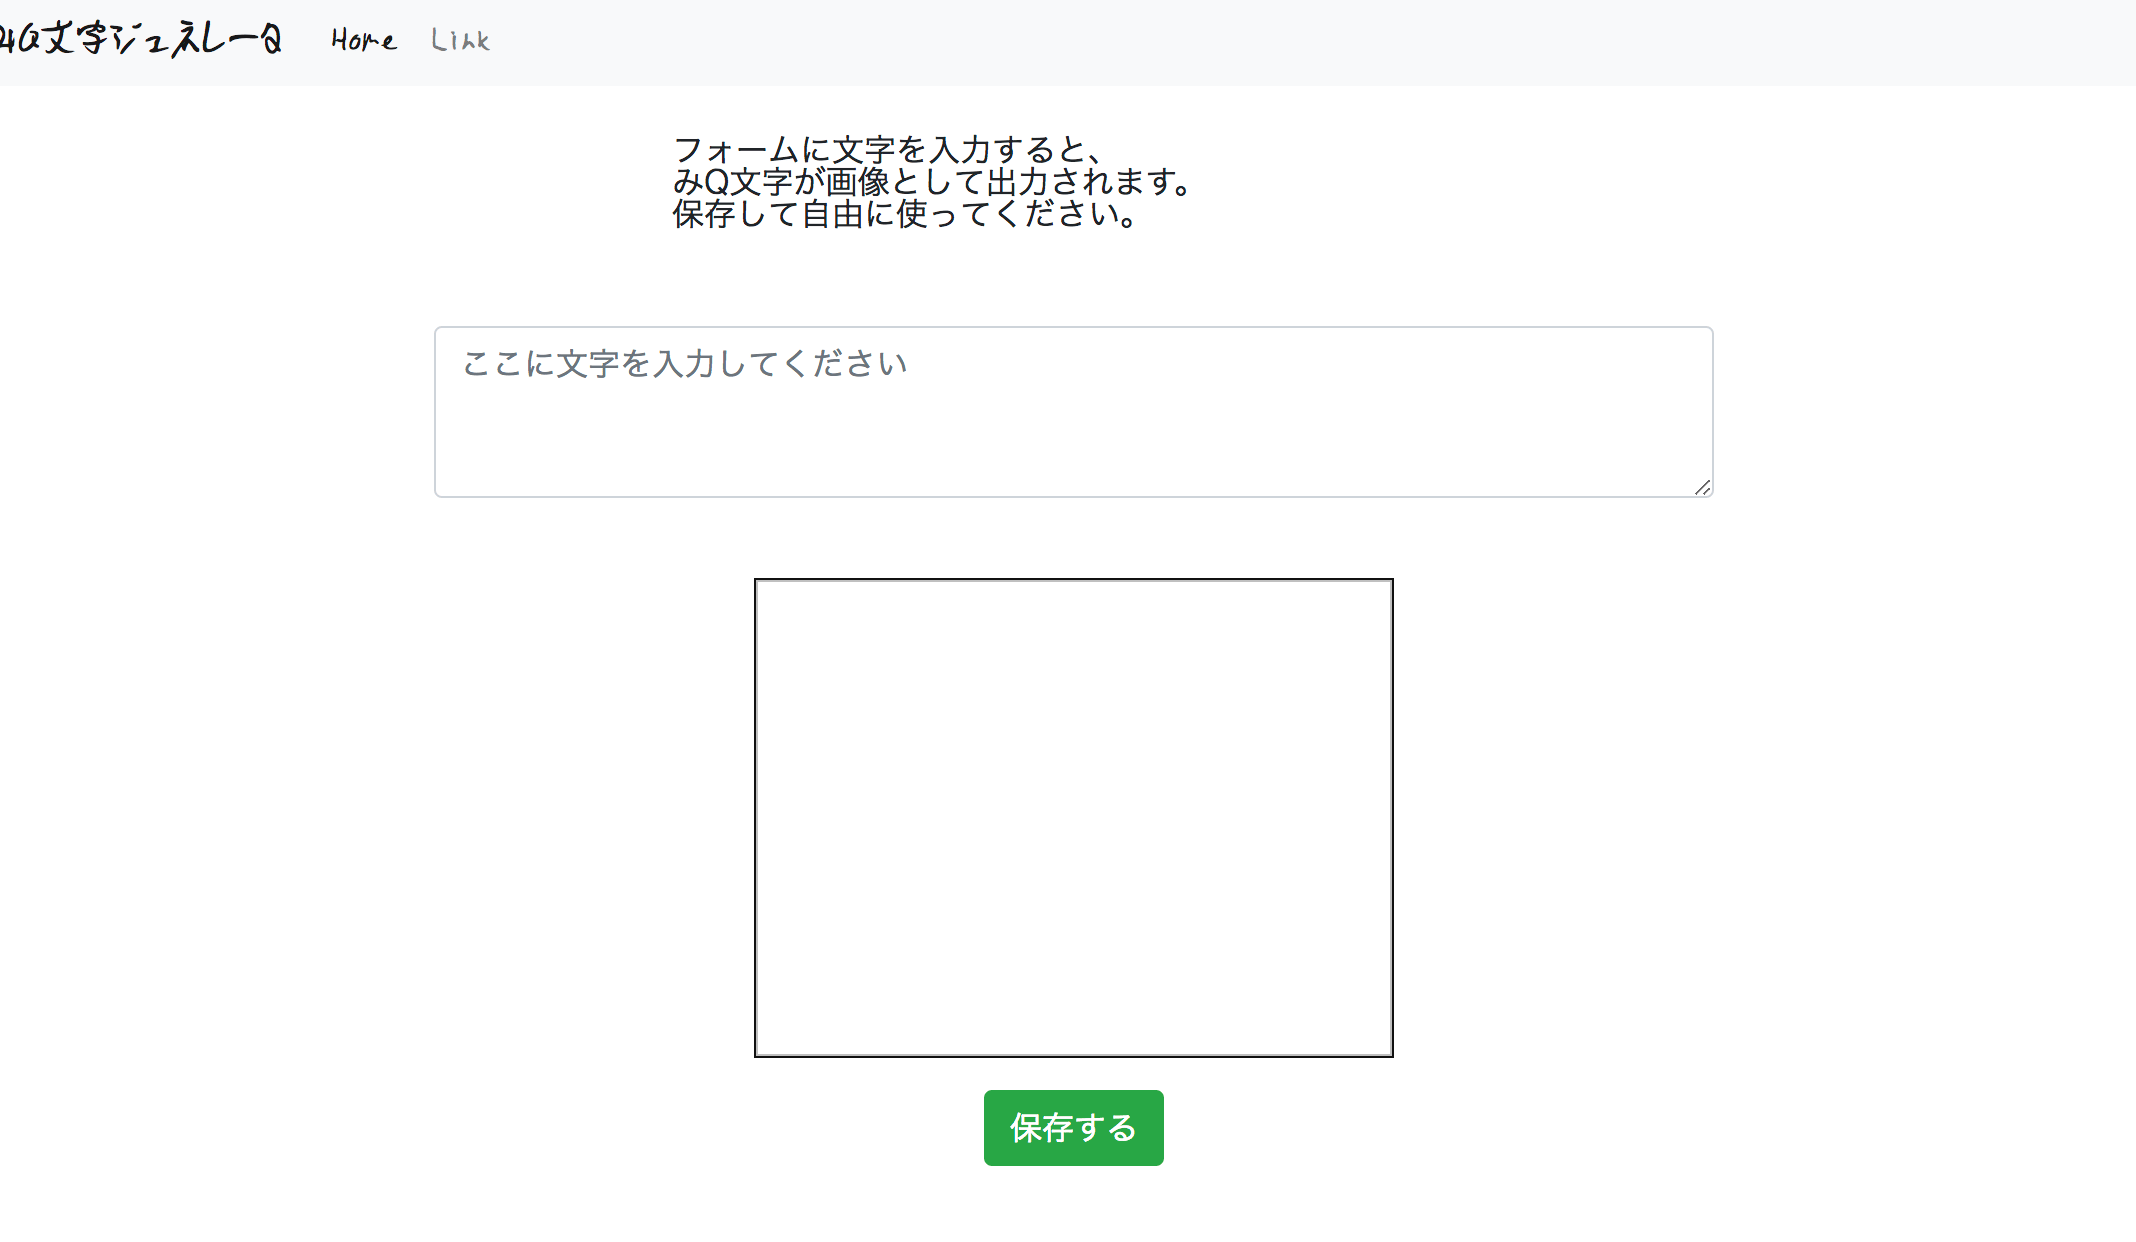 Q文字ジェネレーQ Home Link
フォームに文字を入力すると、
みQ文字が画像として出力されます。
保存して自由に使ってください。
ここに文字を入力してください
保存する